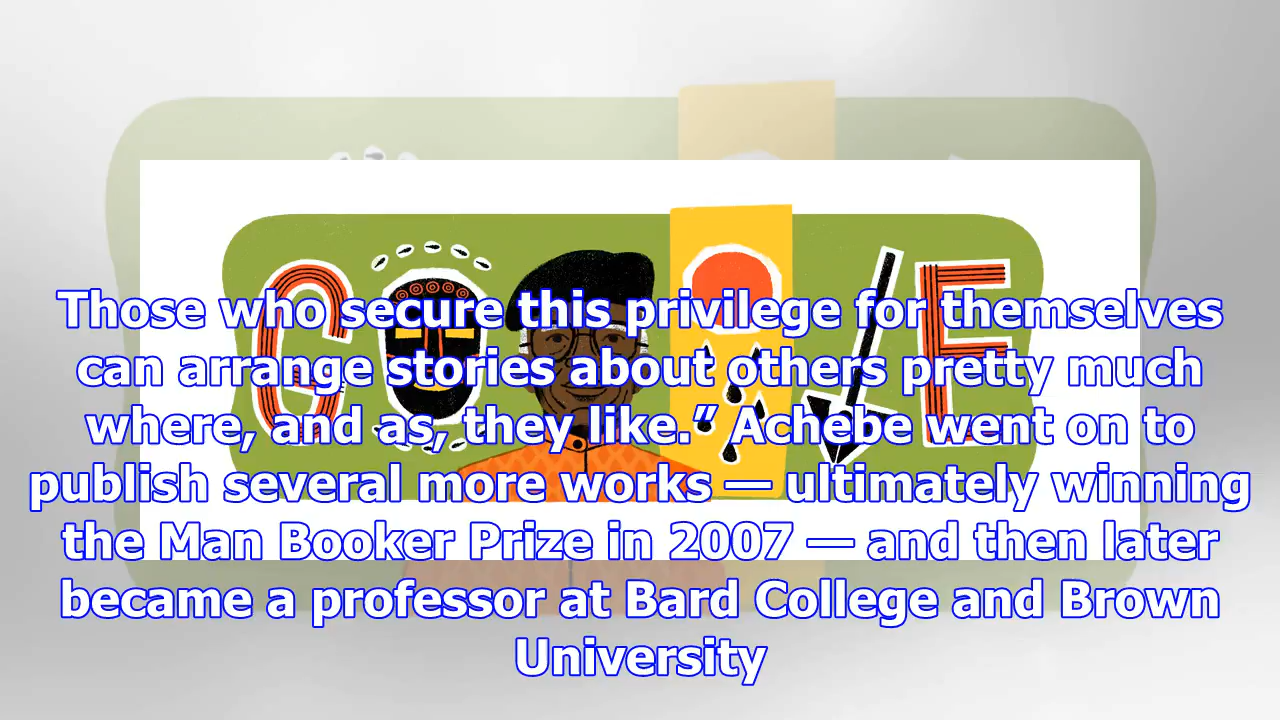 Those who secure this privilege for themselves
can arrange stories about others pretty much
where, and as, they like.” Achebe went on to
publish several more works — ultimately winning
the Man Booker Prize in 2007 — and then later
became a professor at Bard College and Brown
University